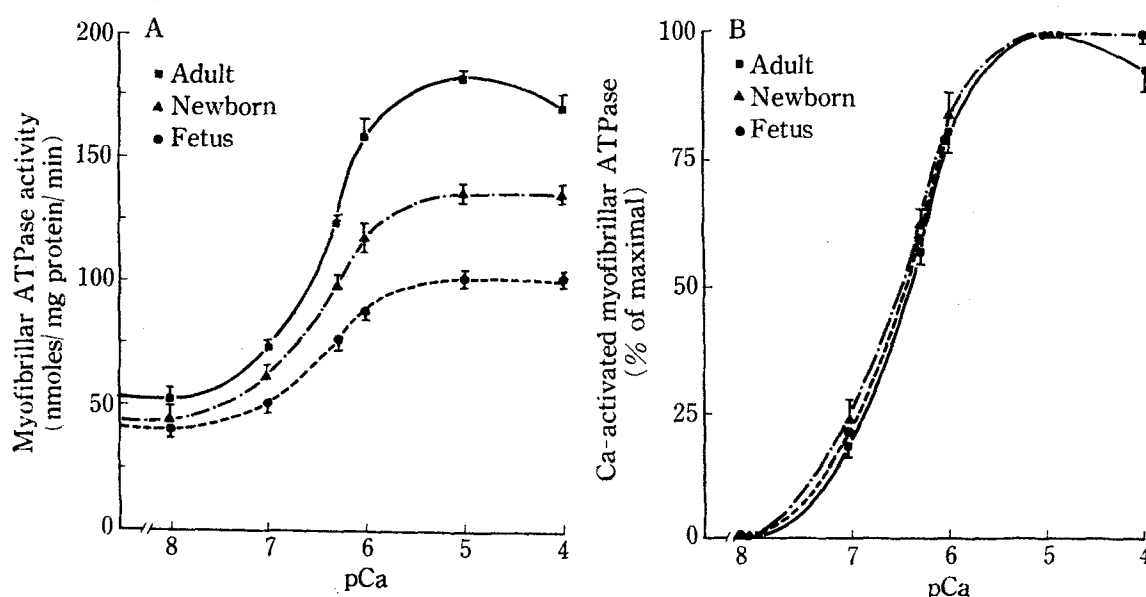 A
200
150
100
50
0
8
7
6
5
4
pCa
Myofibrillar ATPase activity
(nmoles/mg protein/min)
Adult
Newborn
Fetus
B
100
75
50
25
0
8
7
6
5
4
pCa
Ca-activated myofibrillar ATPase
(% of maximal)
Adult
Newborn
Fetus